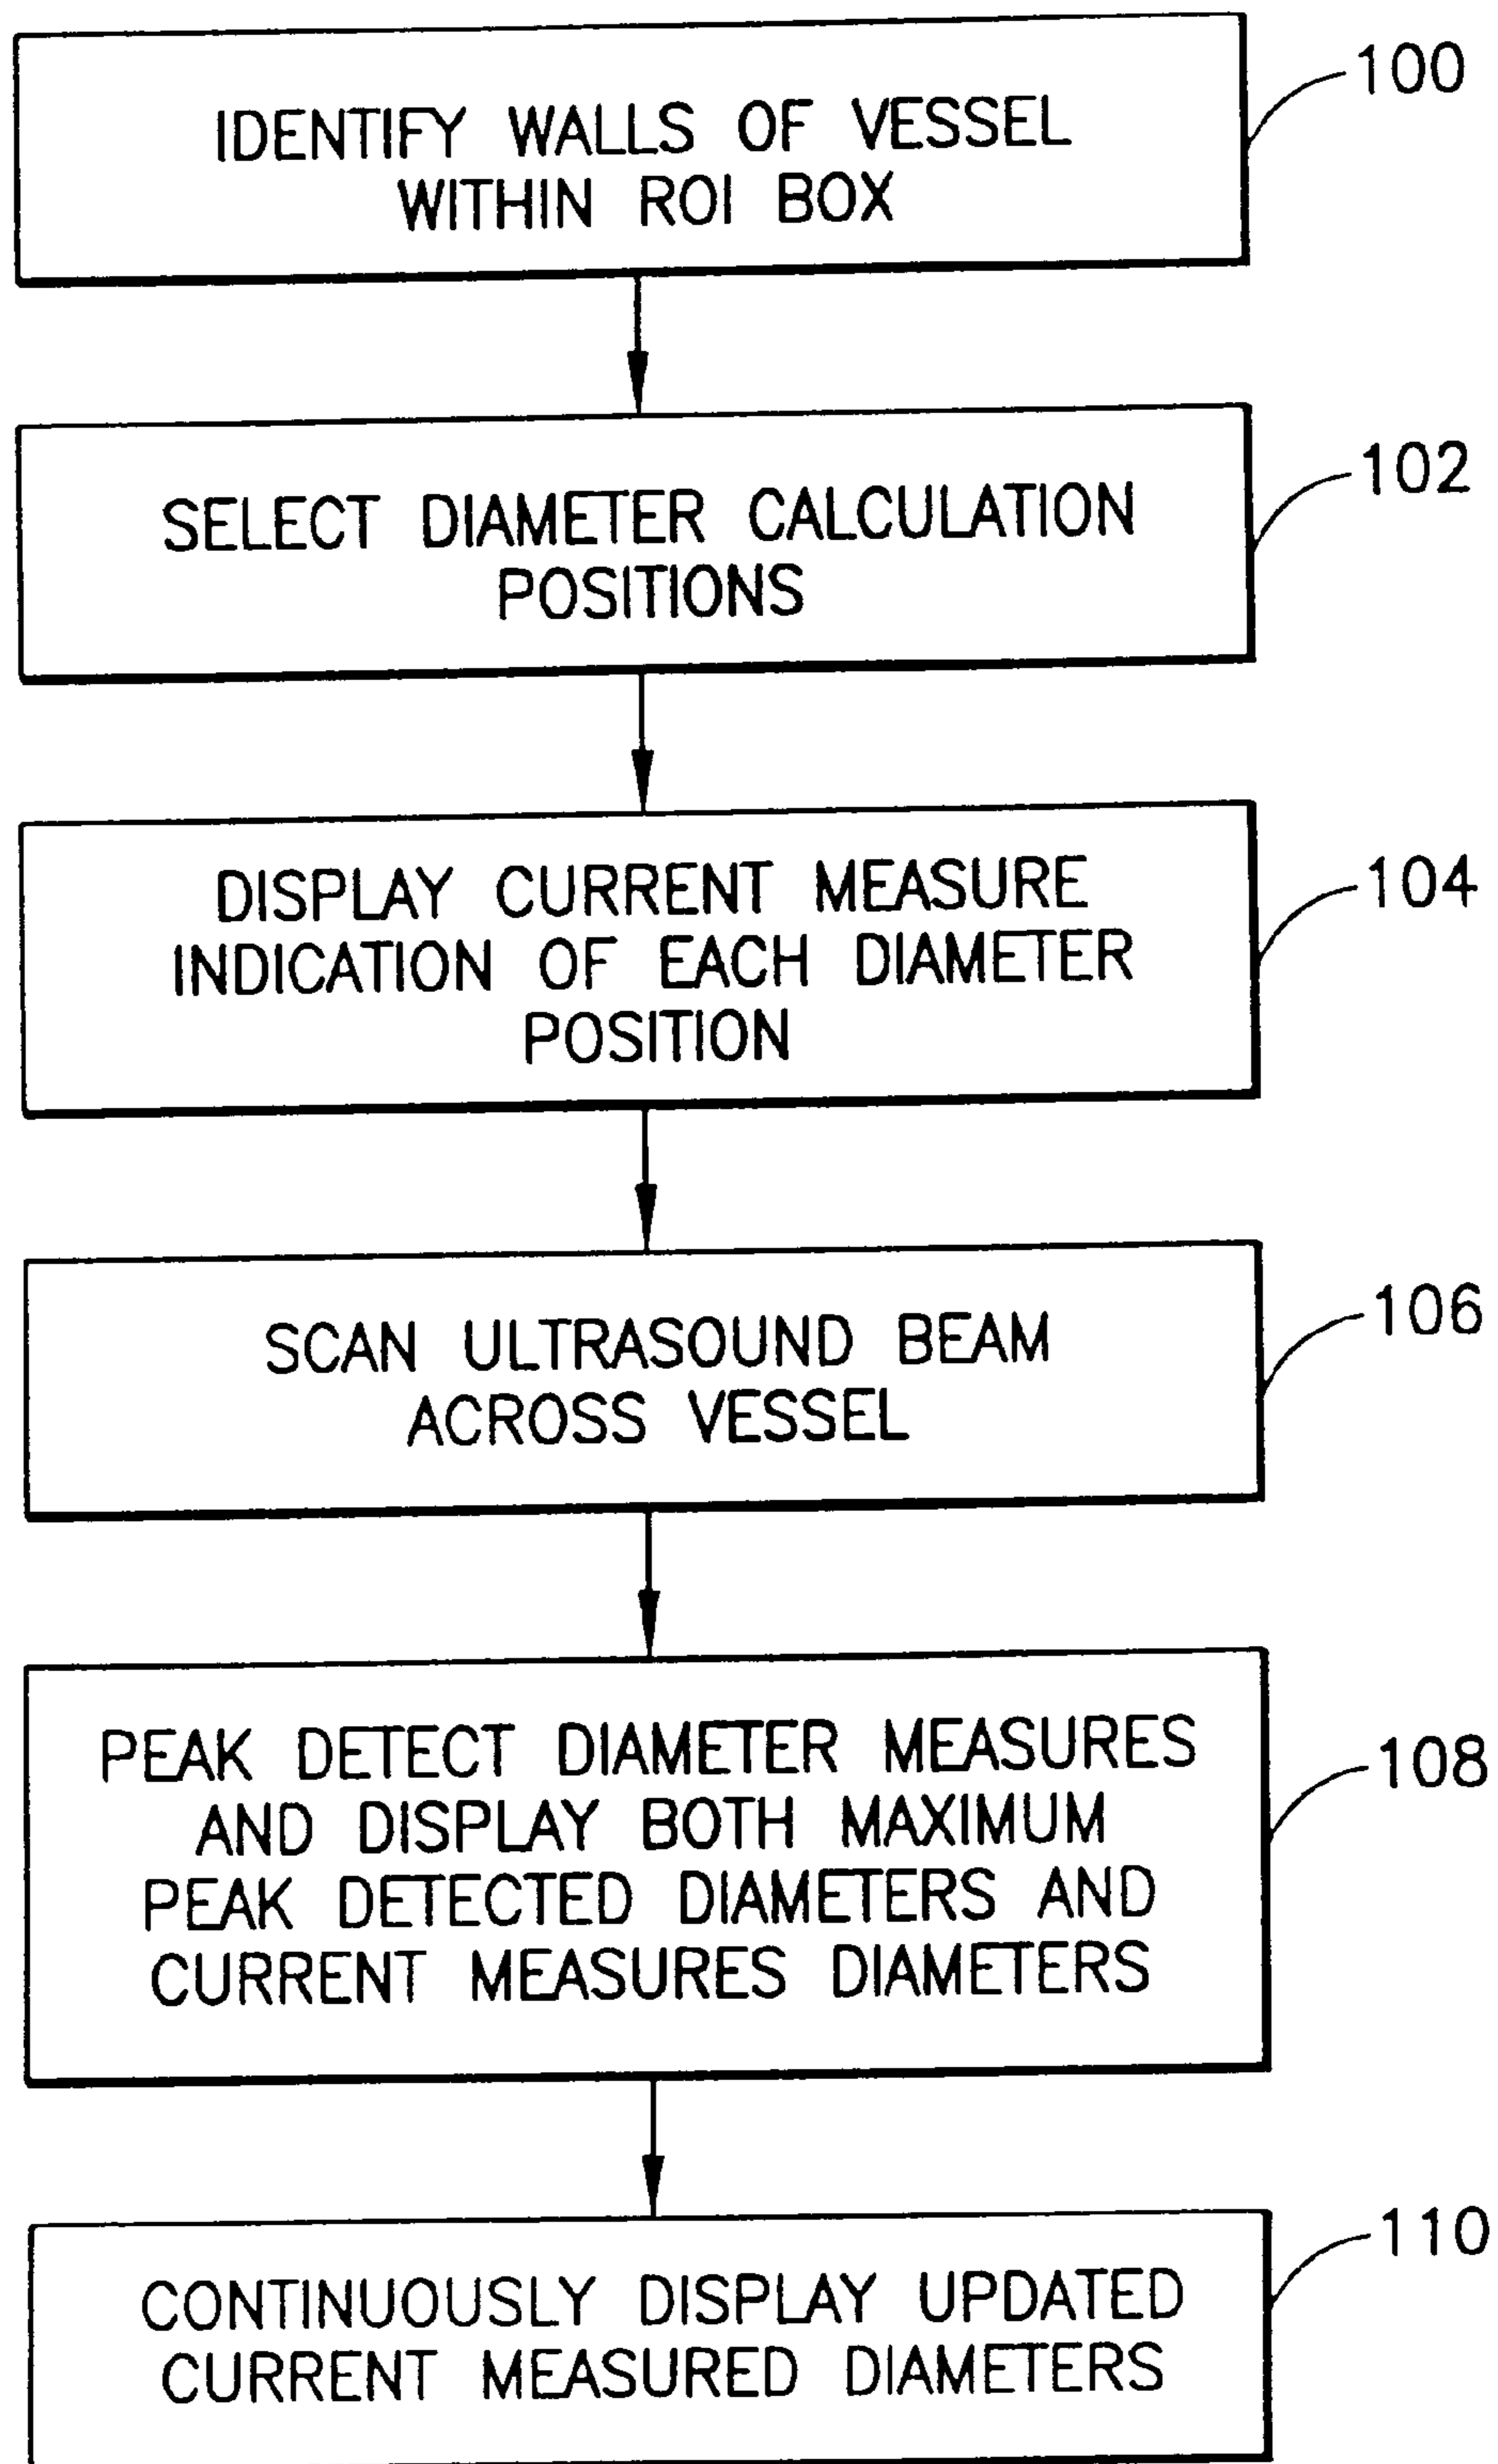 IDENTIFY WALLS OF VESSEL
WITHIN ROI BOX
100
SELECT DIAMETER CALCULATION
POSITIONS
102
DISPLAY CURRENT MEASURE
INDICATION OF EACH DIAMETER
POSITION
104
SCAN ULTRASOUND BEAM
ACROSS VESSEL
106
PEAK DETECT DIAMETER MEASURES
AND DISPLAY BOTH MAXIMUM
PEAK DETECTED DIAMETERS AND
CURRENT MEASURES DIAMETERS
108
CONTINUOUSLY DISPLAY UPDATED
CURRENT MEASURED DIAMETERS
110